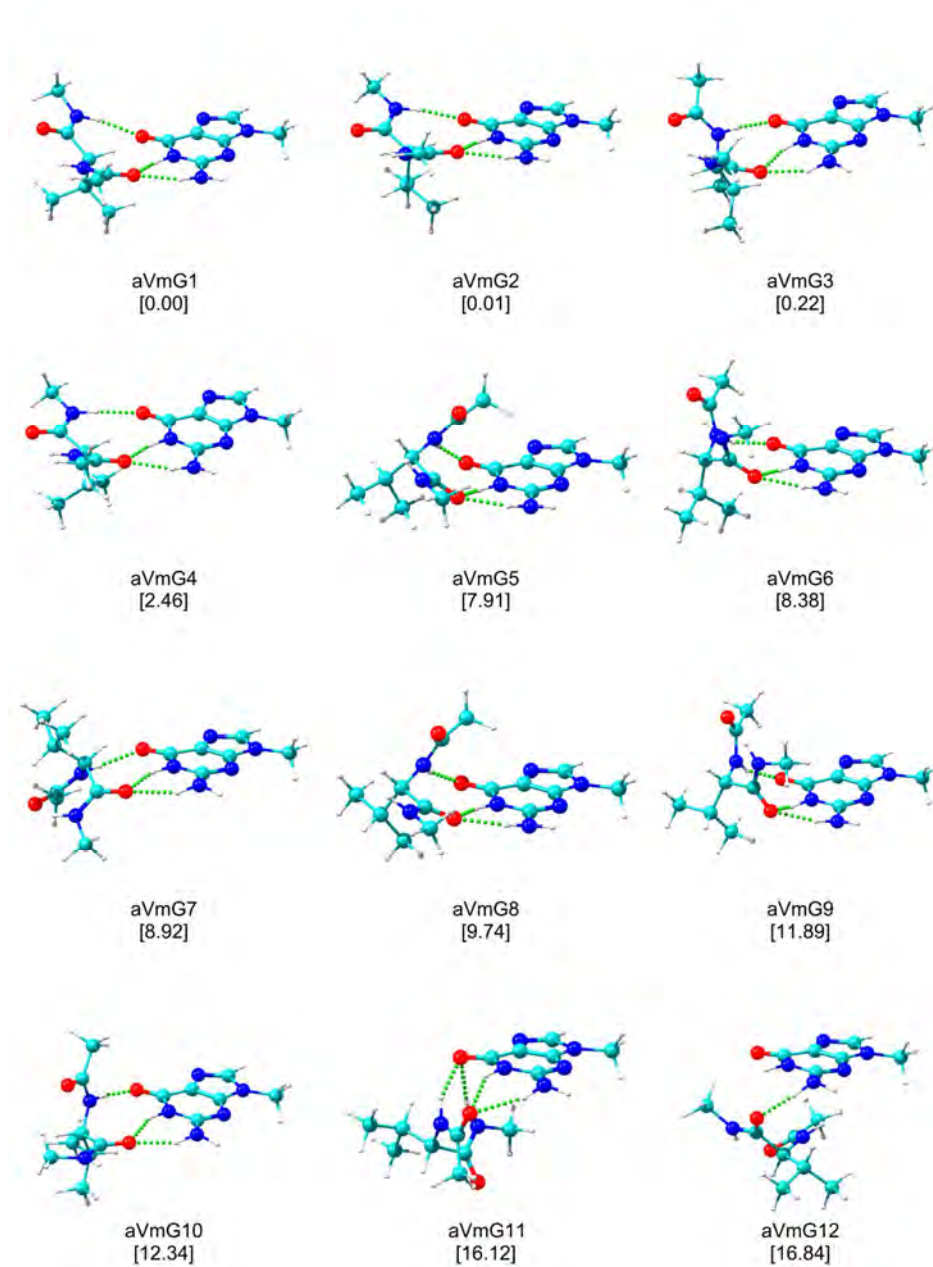 aVmG1
[0.00]
aVmG2
[0.01]
aVmG3
[0.22]
aVmG4
[2.46]
aVmG5
[7.91]
aVmG6
[8.38]
aVmG7
[8.92]
aVmG8
[9.74]
aVmG9
[11.89]
aVmG10
[12.34]
aVmG11
[16.12]
aVmG12
[16.84]